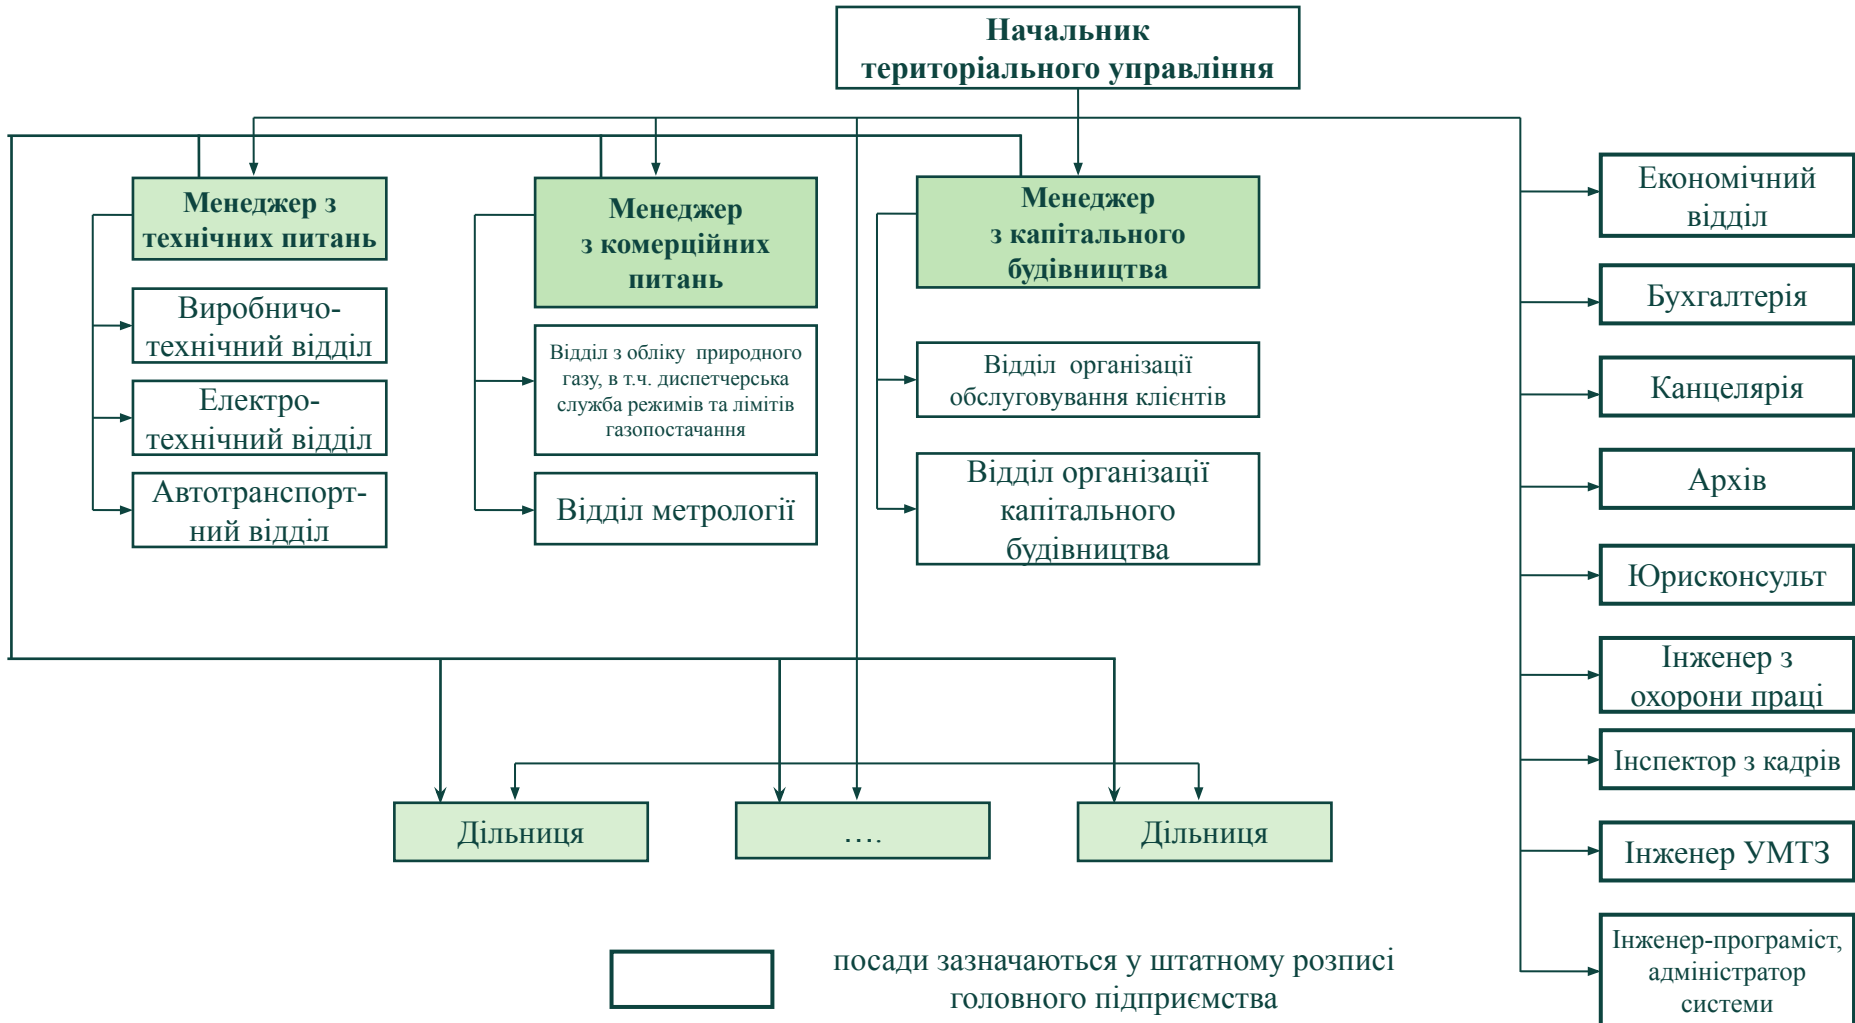 Начальник
територіального управління
Менеджер з
технічних питань
Виробничо-
технічний відділ
Електро-
технічний відділ
Автотранспорт-
ний відділ
Менеджер
з комерційних
питань
Відділ з обліку природного
газу, в т.ч. диспетчерська
служба режимів та лімітів
газопостачання
Відділ метрології
Менеджер
з капітального
будівництва
Відділ організації
обслуговування клієнтів
Відділ організації
капітального
будівництва
Економічний
відділ
Бухгалтерія
Канцелярія
Архів
Юрисконсульт
Інженер з
охорони праці
Інспектор з кадрів
Інженер УМТЗ
Інженер-програміст,
адміністратор
системи
Дільниця
….
Дільниця
посади зазначаються у штатному розписі
головного підприємства